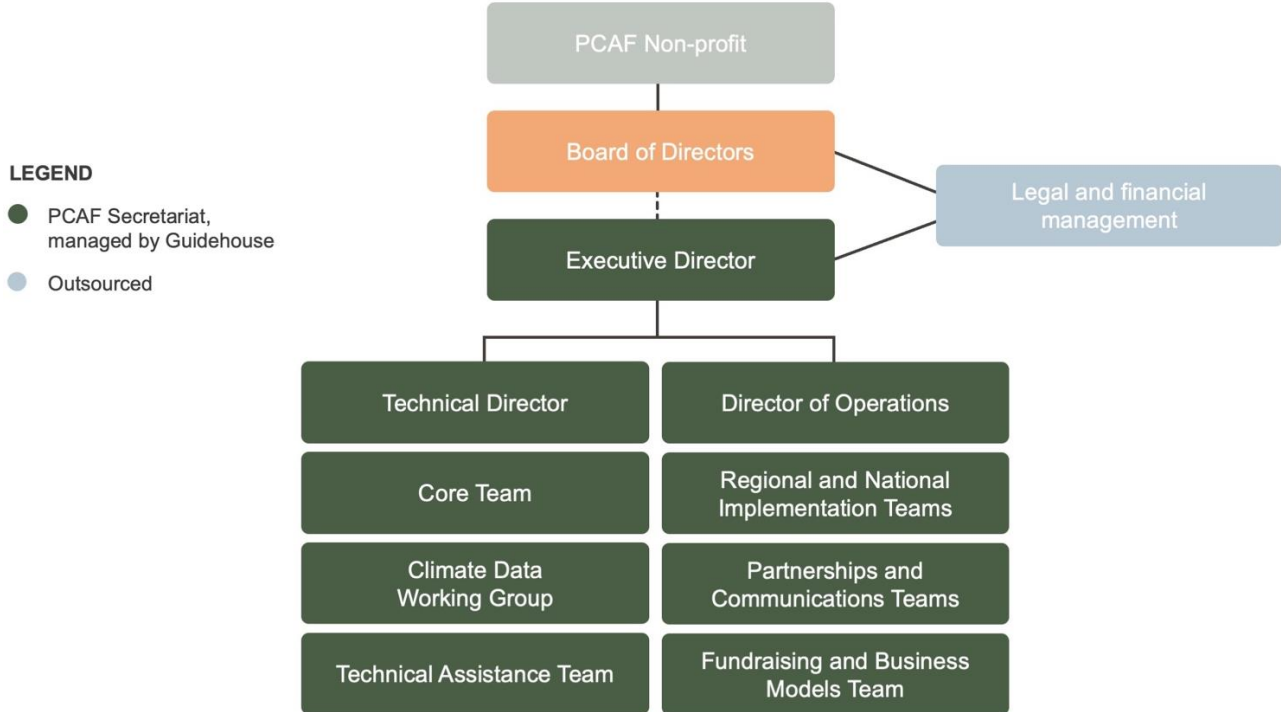 PCAF Non-profit
Board of Directors
LEGEND
PCAF Secretariat,
managed by Guidehouse
Outsourced
Legal and financial
management
Executive Director
Technical Director
Director of Operations
Core Team
Regional and National
Implementation Teams
Climate Data
Working Group
Partnerships and
Communications Teams
Technical Assistance Team
Fundraising and Business
Models Team